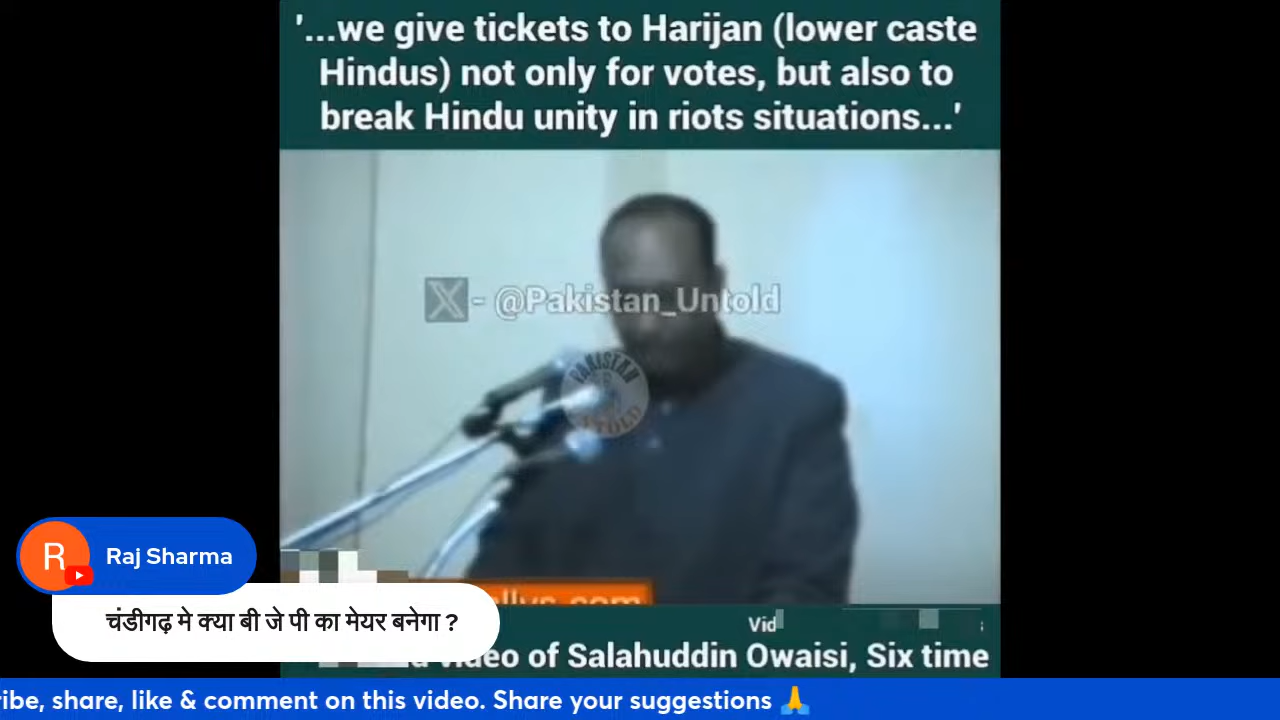 '...we give tickets to Harijan (lower caste
Hindus) not only for votes, but also to
break Hindu unity in riots situations...'
X - @Pakistan_Untold
PAKISTAN
UNTOLD
Raj Sharma
चंडीगढ़ मे क्या बी जे पी का मेयर बनेगा ?
video of Salahuddin Owaisi, Six time
share, like & comment on this video. Share your suggestions 🙏